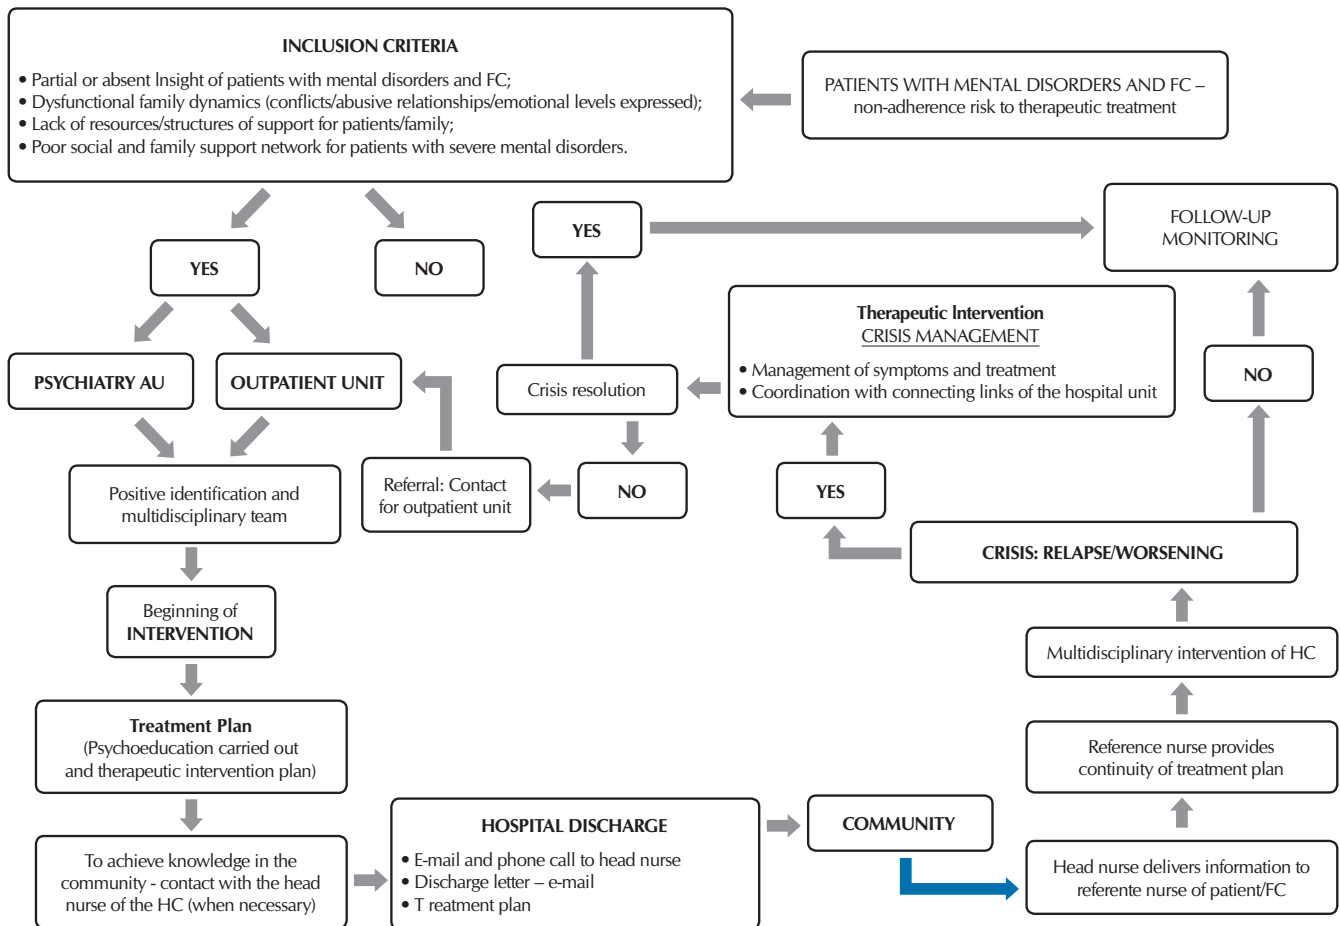 INCLUSION CRITERIA
• Partial or absent Insight of patients with mental disorders and FC;
• Dysfunctional family dynamics (conflicts/abusive relationships/emotional levels expressed);
• Lack of resources/structures of support for patients/family;
• Poor social and family support network for patients with severe mental disorders.
PATIENTS WITH MENTAL DISORDERS AND FC –
non-adherence risk to therapeutic treatment
YES
NO
YES
FOLLOW-UP
MONITORING
PSYCHIATRY AU
OUTPATIENT UNIT
Crisis resolution
Therapeutic Intervention
CRISIS MANAGEMENT
• Management of symptoms and treatment
• Coordination with connecting links of the hospital unit
NO
Positive identification and
multidisciplinary team
Referral: Contact
for outpatient unit
NO
YES
CRISIS: RELAPSE/WORSENING
Beginning of
INTERVENTION
Multidisciplinary intervention of HC
Treatment Plan
(Psychoeducation carried out
and therapeutic intervention plan)
Reference nurse provides
continuity of treatment plan
To achieve knowledge in the
community - contact with the head
nurse of the HC (when necessary)
HOSPITAL DISCHARGE
• E-mail and phone call to head nurse
• Discharge letter – e-mail
• T reatment plan
COMMUNITY
Head nurse delivers information to
referente nurse of patient/FC